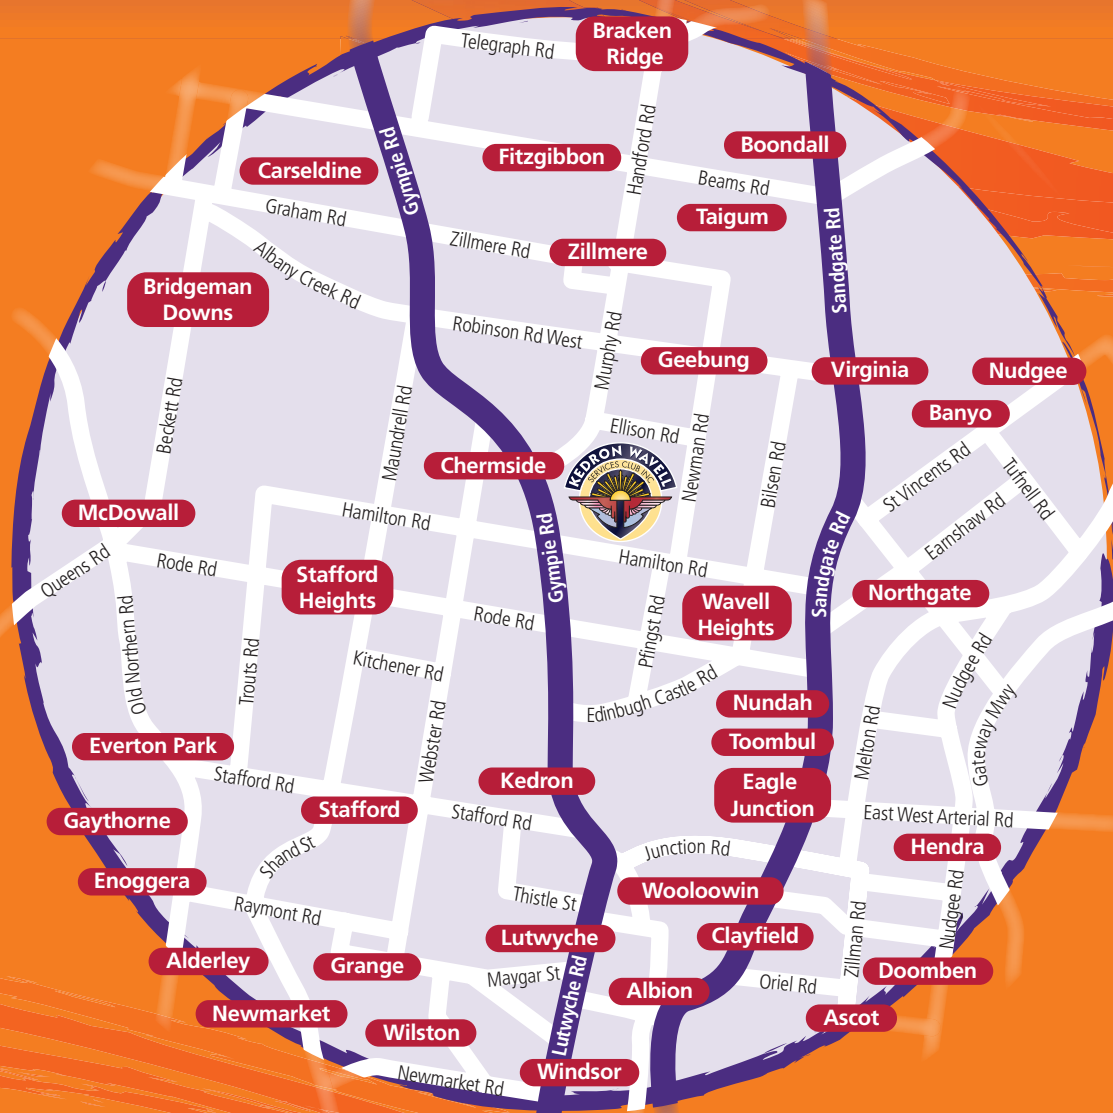 Bracken
Ridge
Telegraph Rd
Gympie Rd
Handford Rd
Boondall
Fitzgibbon
Carseldine
Beams Rd
Graham Rd
Taigum
Zillmere Rd
Zillmere
Sandgate Rd
Albany Creek Rd
Bridgeman
Downs
Robinson Rd West
Murphy Rd
Geebung
Virginia
Nudgee
Banyo
Beckett Rd
Maundrell Rd
Ellison Rd
Newman Rd
Bilsen Rd
Chermside
KEDRON WAVELL
SERVICES CLUB INC
St Vincents Rd
Tufnell Rd
McDowall
Hamilton Rd
Gympie Rd
Earnshaw Rd
Sandgate Rd
Queens Rd
Rode Rd
Hamilton Rd
Stafford
Heights
Northgate
Wavell
Heights
Rode Rd
Pfingst Rd
Old Northern Rd
Trouts Rd
Kitchener Rd
Nudgee Rd
Edinbugh Castle Rd
Nundah
Gateway Mwy
Melton Rd
Webster Rd
Toombul
Everton Park
Stafford Rd
Kedron
Eagle
Junction
Stafford
Stafford Rd
East West Arterial Rd
Gaythorne
Junction Rd
Hendra
Shand St
Enoggera
Wooloowin
Thistle St
Raymont Rd
Nudgee Rd
Lutwyche
Clayfield
Zillman Rd
Alderley
Grange
Maygar St
Doomben
Oriel Rd
Albion
Lutwyche Rd
Newmarket
Ascot
Wilston
Windsor
Newmarket Rd